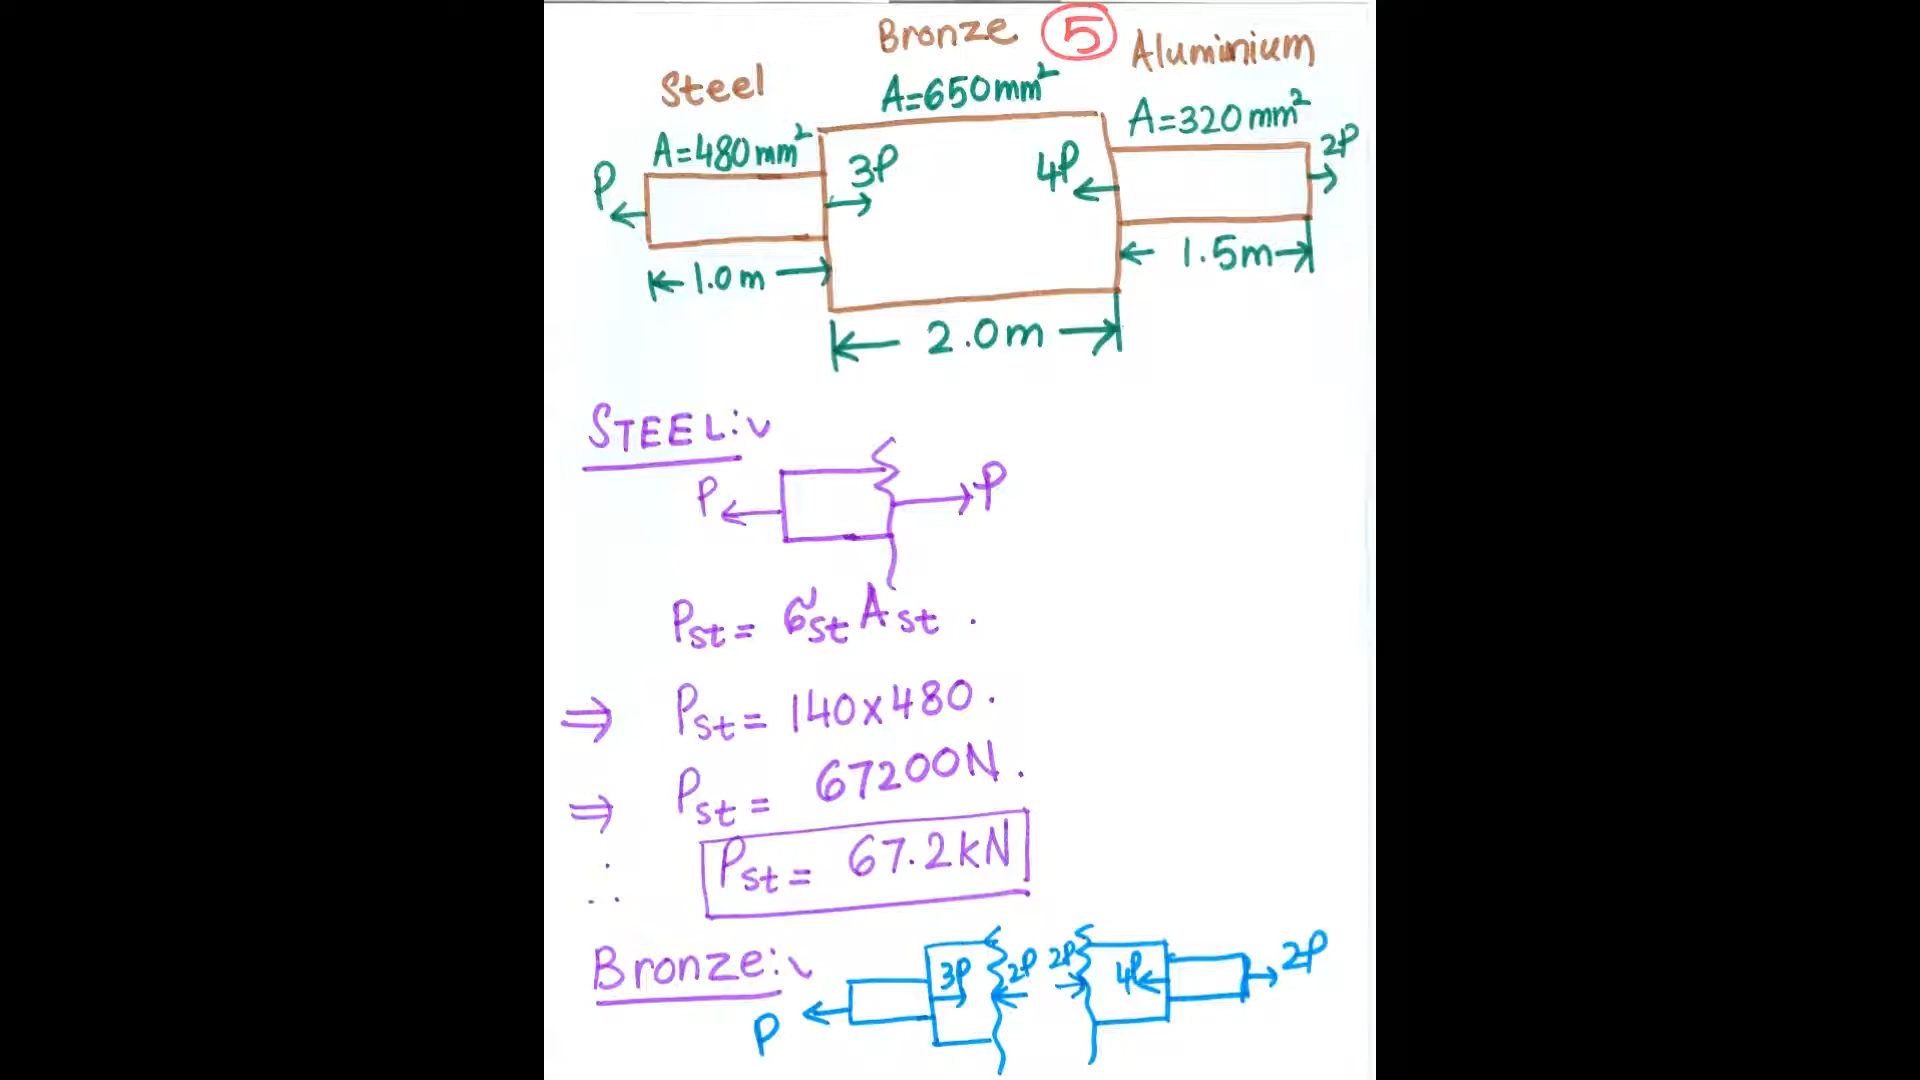 Bronze 5 Aluminium
Steel
A=650mm²
A=320mm²
A=480mm²
2P
P
3P
4P
1.0m
1.5m
2.0m
STEEL:
P
P
Pst = σst Ast.
⇒ Pst = 140x480.
⇒ Pst = 67200N.
∴ Pst = 67.2kN
Bronze:
3P 2P 2P 4P 2P
P